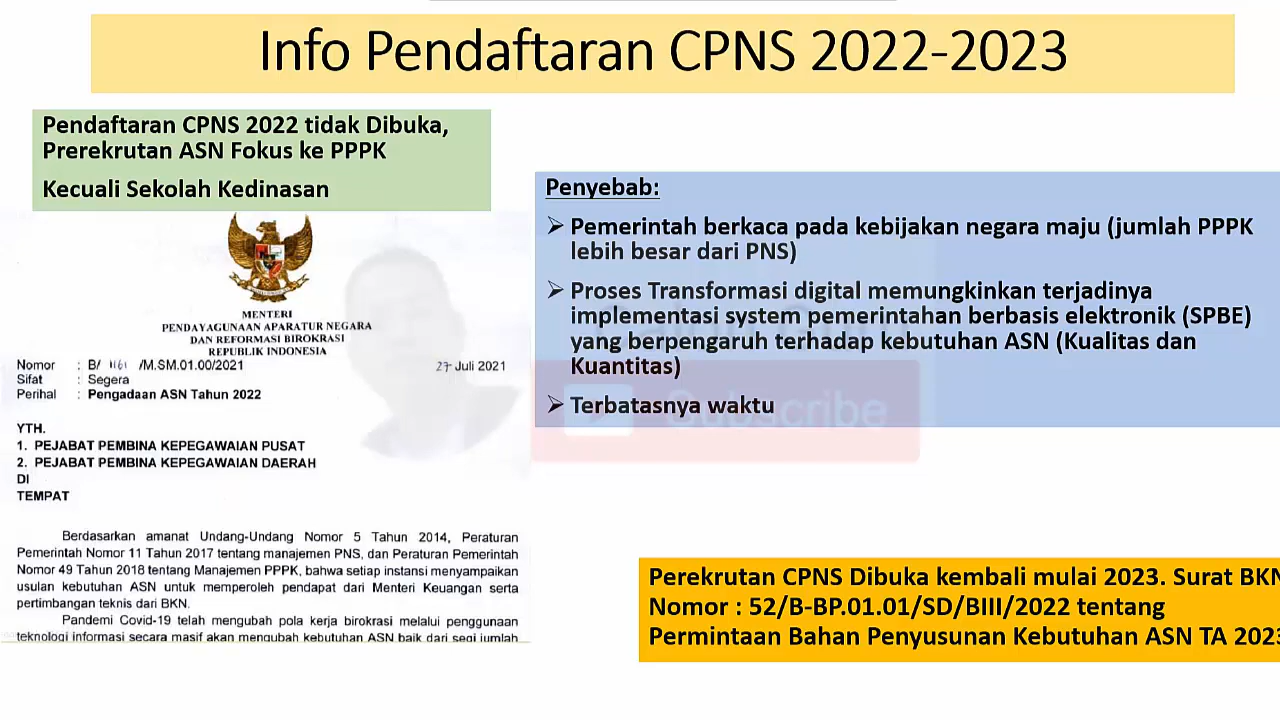 Info Pendaftaran CPNS 2022-2023
Pendaftaran CPNS 2022 tidak Dibuka,
Prerekrutan ASN Fokus ke PPPK
Kecuali Sekolah Kedinasan
MENTERI
PENDAYAGUNAAN APARATUR NEGARA
DAN REFORMASI BIROKRASI
REPUBLIK INDONESIA
Nomor : B/ 1161 /M.SM.01.00/2021
27 Juli 2021
Sifat : Segera
Perihal : Pengadaan ASN Tahun 2022
YTH.
1. PEJABAT PEMBINA KEPEGAWAIAN PUSAT
2. PEJABAT PEMBINA KEPEGAWAIAN DAERAH
DI
TEMPAT
Berdasarkan amanat Undang-Undang Nomor 5 Tahun 2014, Peraturan
Pemerintah Nomor 11 Tahun 2017 tentang manajemen PNS, dan Peraturan Pemerintah
Nomor 49 Tahun 2018 tentang Manajemen PPPK, bahwa setiap instansi menyampaikan
usulan kebutuhan ASN untuk memperoleh pendapat dari Menteri Keuangan serta
pertimbangan teknis dari BKN.
Pandemi Covid-19 telah mengubah pola kerja birokrasi melalui penggunaan
teknologi informasi secara masif akan mengubah kebutuhan ASN baik dari segi jumlah
Penyebab:
➢ Pemerintah berkaca pada kebijakan negara maju (jumlah PPPK
lebih besar dari PNS)
➢ Proses Transformasi digital memungkinkan terjadinya
implementasi system pemerintahan berbasis elektronik (SPBE)
yang berpengaruh terhadap kebutuhan ASN (Kualitas dan
Kuantitas)
➢ Terbatasnya waktu
Subscribe
Perekrutan CPNS Dibuka kembali mulai 2023. Surat BKN
Nomor : 52/B-BP.01.01/SD/BIII/2022 tentang
Permintaan Bahan Penyusunan Kebutuhan ASN TA 2023